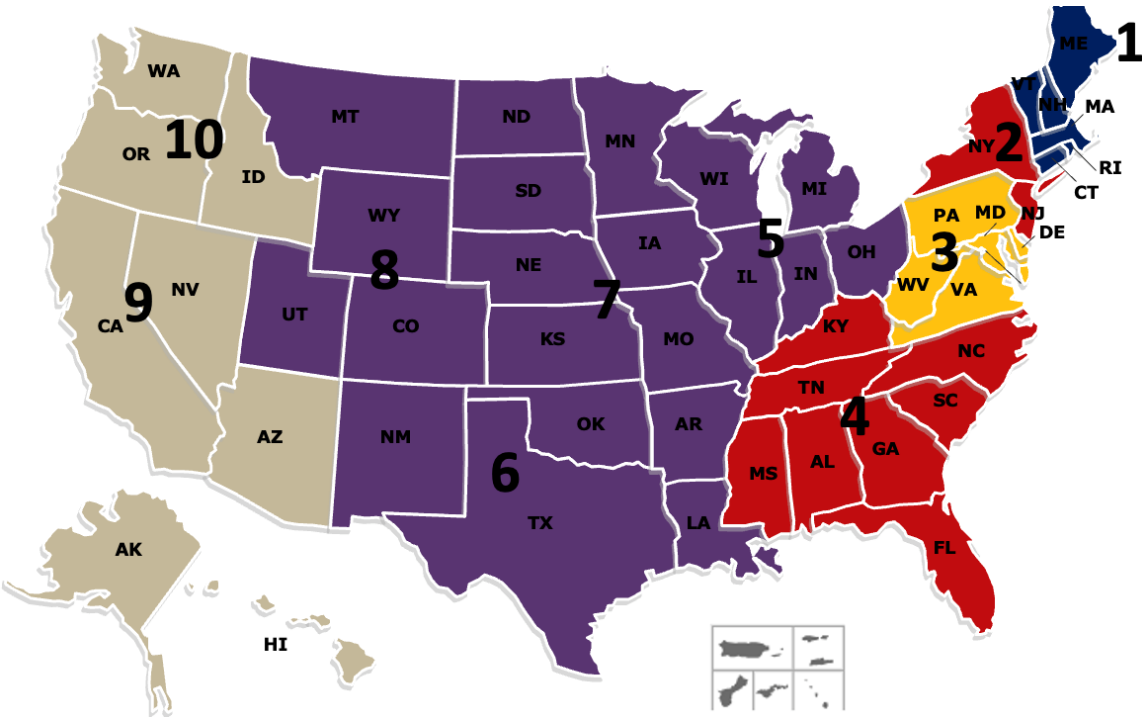 ME
1
WA
VT
NH
MA
MT
ND
MN
10
OR
2
NY
RI
ID
SD
WI
MI
CT
WY
PA
MD
NJ
DE
IA
5
OH
3
8
NE
IL
IN
WV
VA
9
NV
7
UT
CO
CA
KS
MO
KY
NC
TN
SC
4
AZ
NM
OK
AR
GA
6
MS
AL
TX
LA
AK
FL
HI